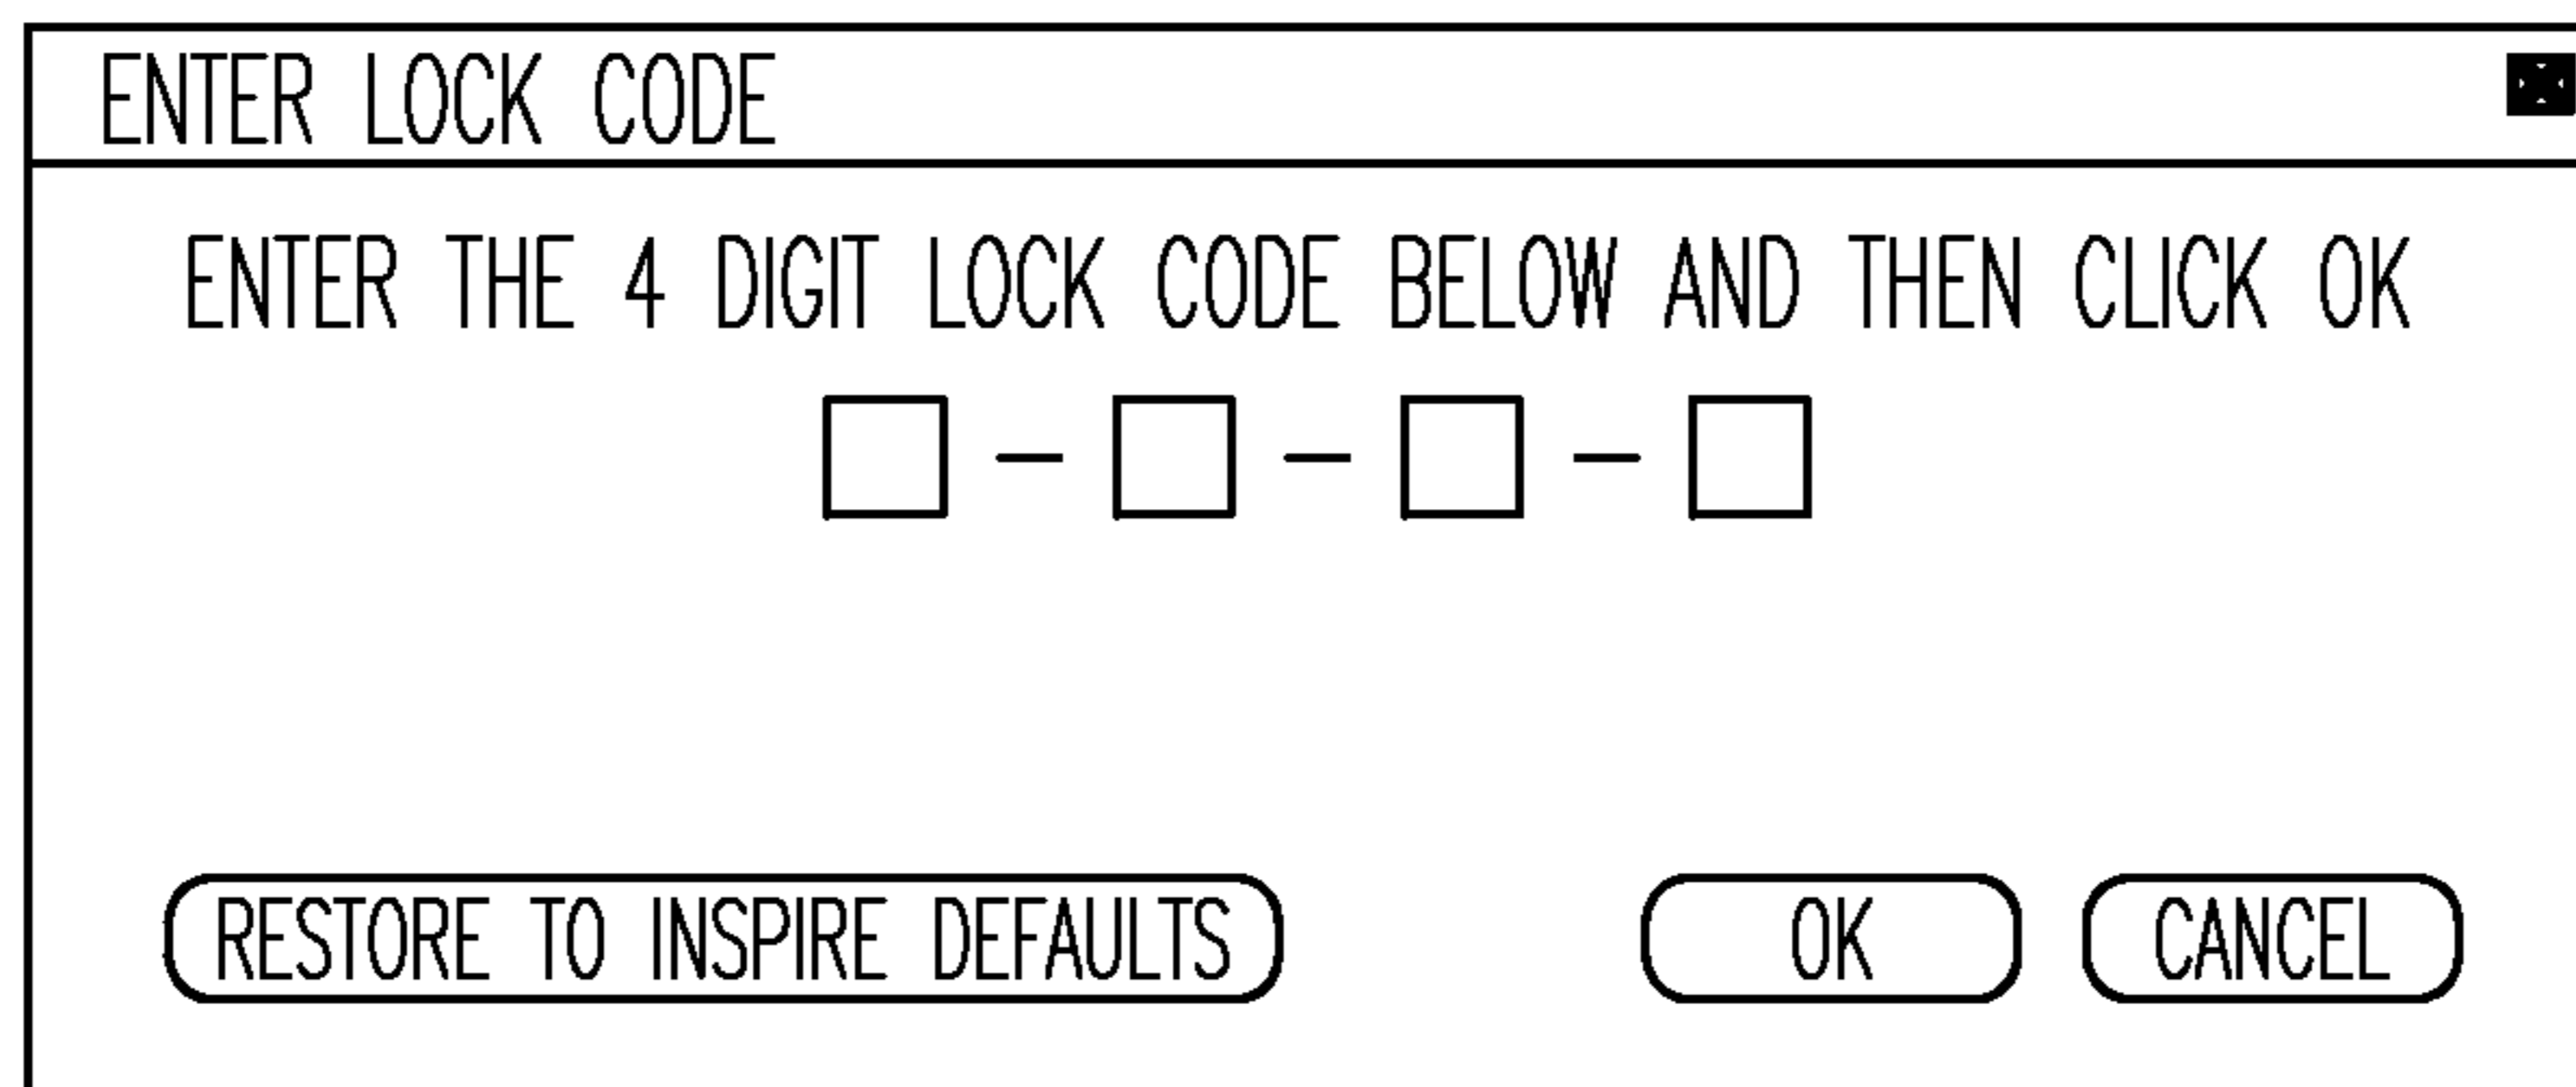 ENTER LOCK CODE
ENTER THE 4 DIGIT LOCK CODE BELOW AND THEN CLICK OK
RESTORE TO INSPIRE DEFAULTS OK CANCEL